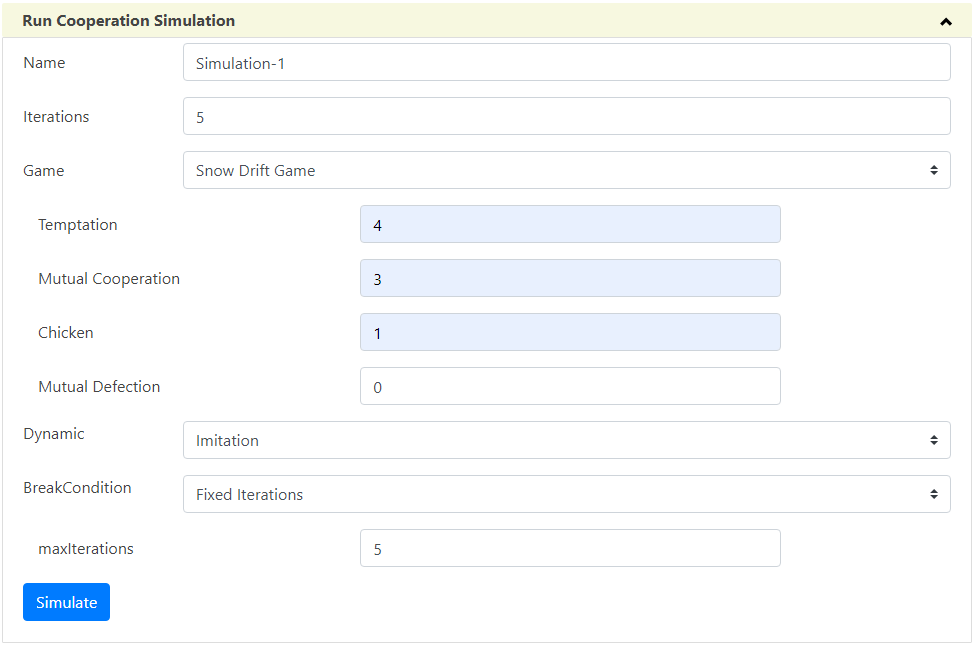 Run Cooperation Simulation
Name Simulation-1
Iterations 5
Game Snow Drift Game
Temptation 4
Mutual Cooperation 3
Chicken 1
Mutual Defection 0
Dynamic Imitation
BreakCondition Fixed Iterations
maxIterations 5
Simulate